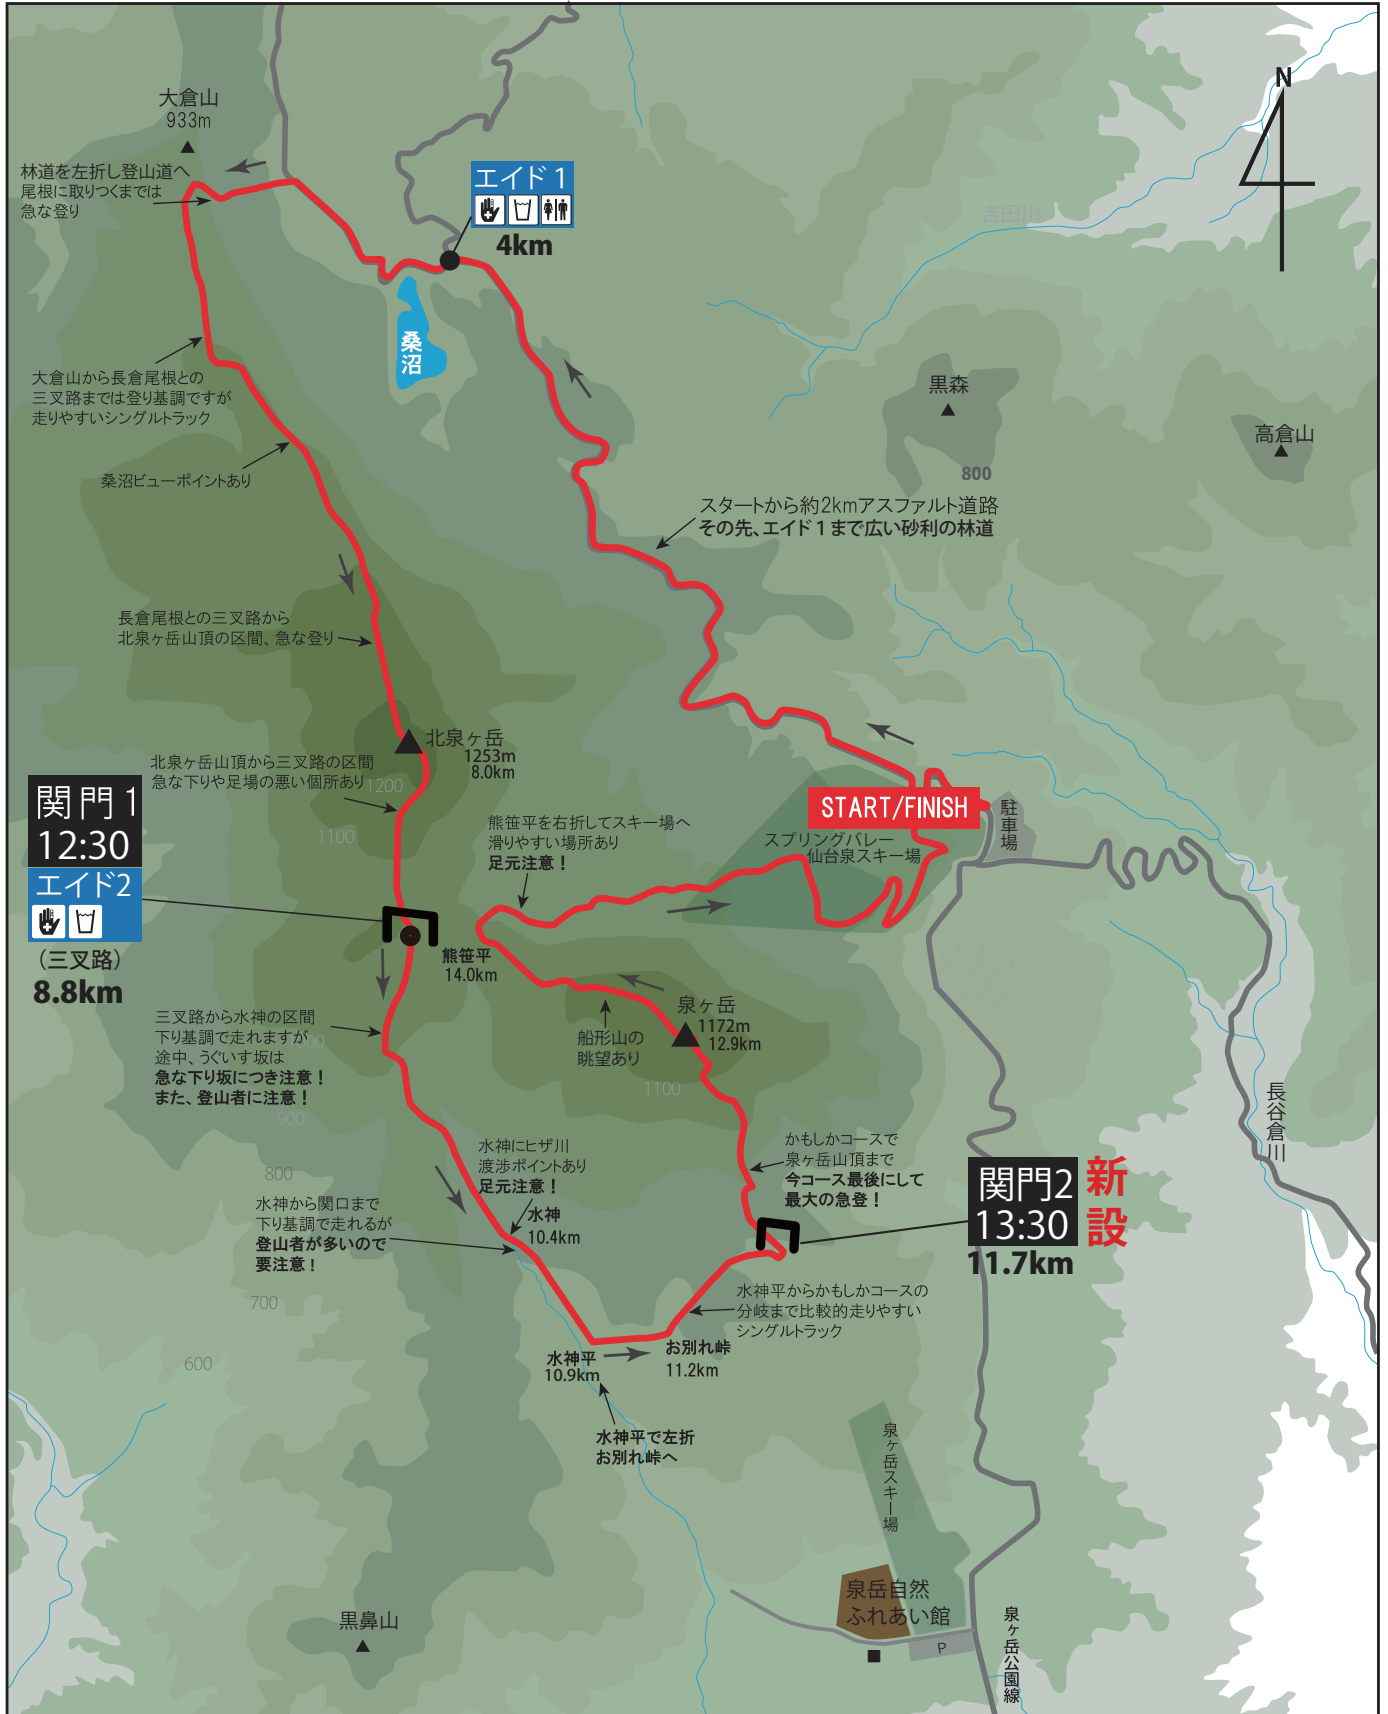 N
大倉山
933m
林道を左折し登山道へ
尾根に取りつくまでは
急な登り
エイド1
4km
吉田川
桑沼
大倉山から長倉尾根との
三叉路までは登り基調ですが
走りやすいシングルトラック
黒森
800
高倉山
桑沼ビューポイントあり
スタートから約2kmアスファルト道路
その先、エイド1まで広い砂利の林道
長倉尾根との三叉路から
北泉ヶ岳山頂の区間、急な登り
北泉ヶ岳
1253m
8.0km
北泉ヶ岳山頂から三叉路の区間
急な下りや足場の悪い個所あり
1200
1100
関門1
12:30
エイド2
(三叉路)
8.8km
START/FINISH
駐車場
スプリングバレー
仙台泉スキー場
熊笹平を右折してスキー場へ
滑りやすい場所あり
足元注意！
熊笹平
14.0km
泉ヶ岳
1172m
12.9km
船形山の
眺望あり
1100
三叉路から水神の区間
下り基調で走れますが
途中、うぐいす坂は
急な下り坂につき注意！
また、登山者に注意！
1000
900
800
700
600
長谷倉川
水神にヒザ川
渡渉ポイントあり
足元注意！
水神
10.4km
かもしかコースで
泉ヶ岳山頂まで
今コース最後にして
最大の急登！
関門2
13:30
新設
11.7km
水神から関口まで
下り基調で走れるが
登山者が多いので
要注意！
水神平からかもしかコースの
分岐まで比較的走りやすい
シングルトラック
お別れ峠
11.2km
水神平
10.9km
水神平で左折
お別れ峠へ
泉ヶ岳スキー場
泉岳自然
ふれあい館
P
泉ヶ岳公園線
黒鼻山